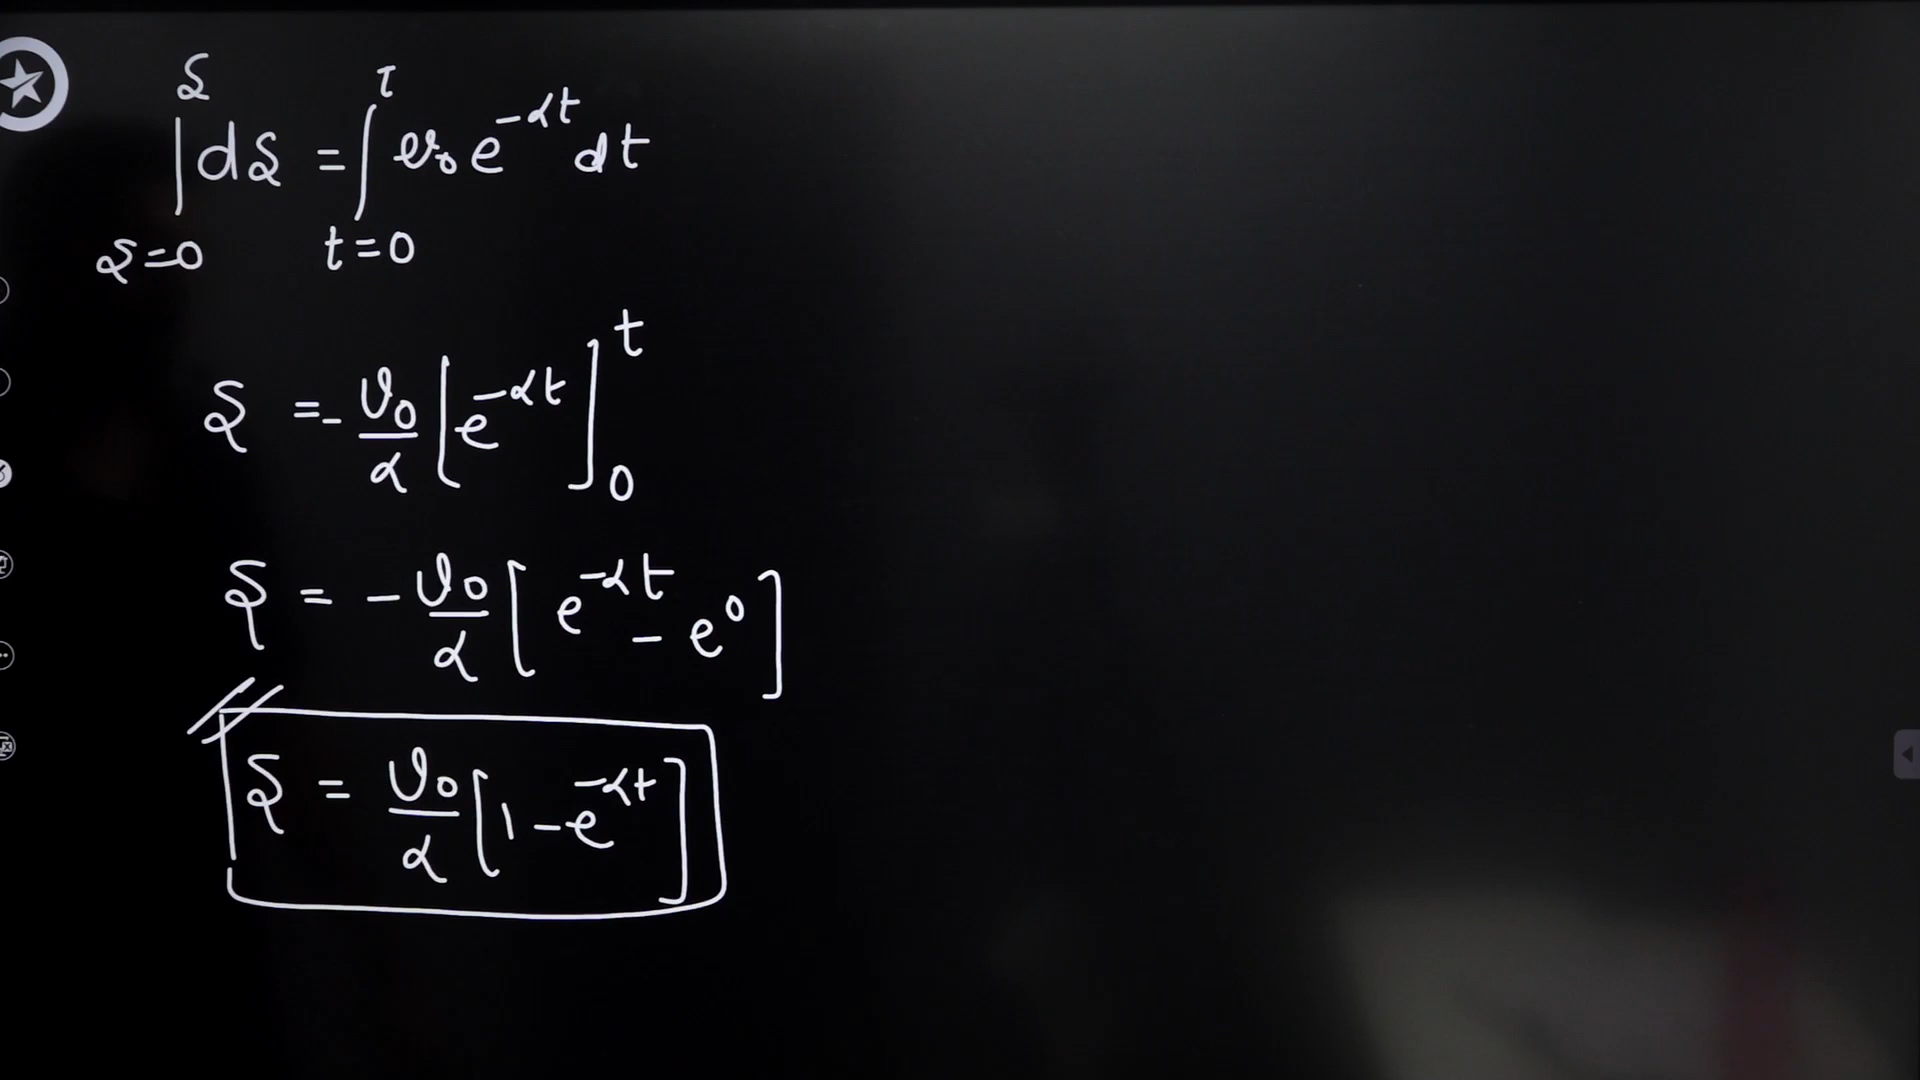 ∫_{S=0}^{S} dS = ∫_{t=0}^{t} v₀ e^{-αt} dt
S = - v₀/α [e^{-αt}]₀^t
S = - v₀/α [e^{-αt} - e⁰]
S = v₀/α [1 - e^{-αt}]